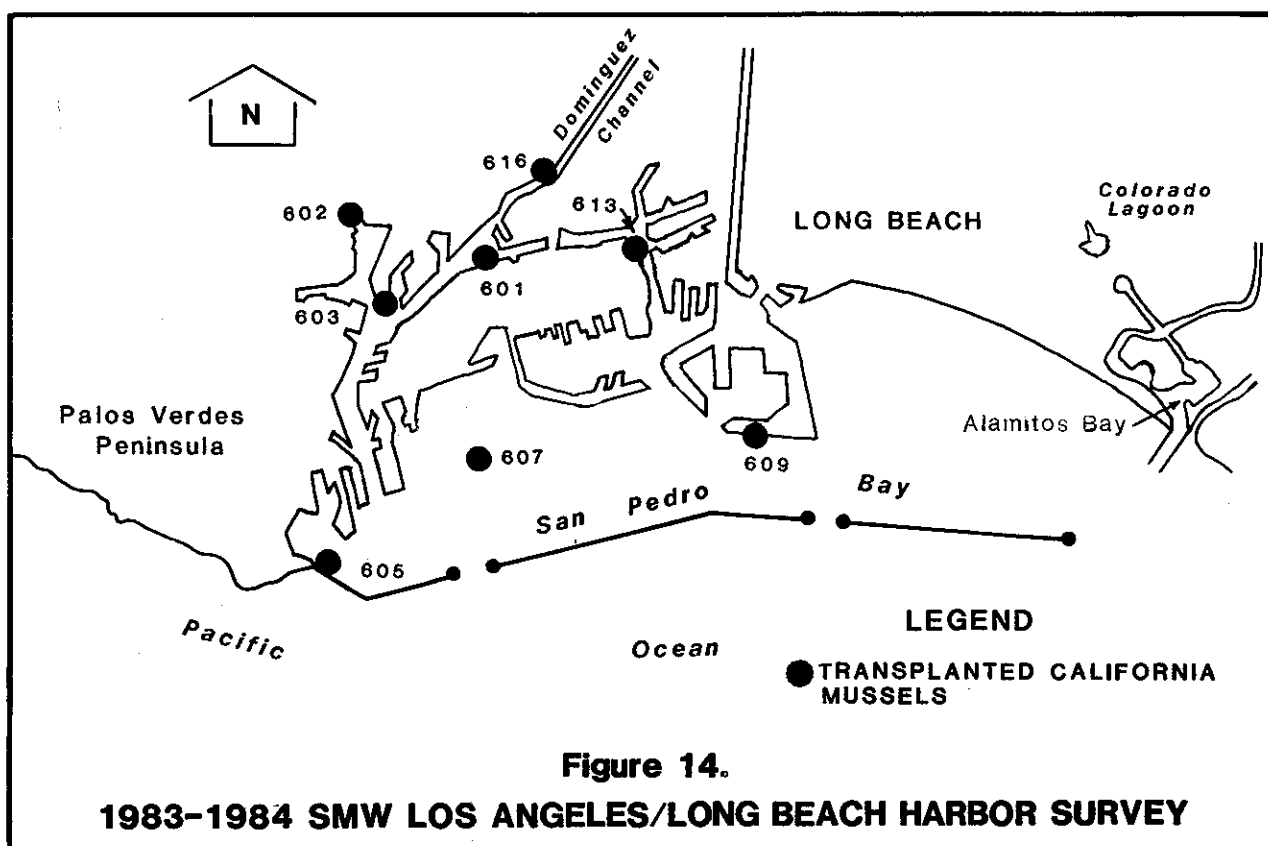 N
Dominguez
Channel
616
602
613
Colorado
Lagoon
LONG BEACH
601
603
Palos Verdes
Peninsula
Alamitos Bay
607
609
San Pedro Bay
605
Pacific Ocean
LEGEND
TRANSPLANTED CALIFORNIA
MUSSELS
Figure 14.
1983-1984 SMW LOS ANGELES/LONG BEACH HARBOR SURVEY